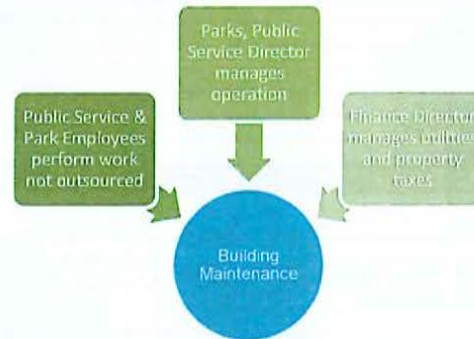 Parks, Public
Service Director
manages
operation
Public Service &
Park Employees
perform work
not outsourced
Finance Director
manages utilities
and property
taxes
Building
Maintenance